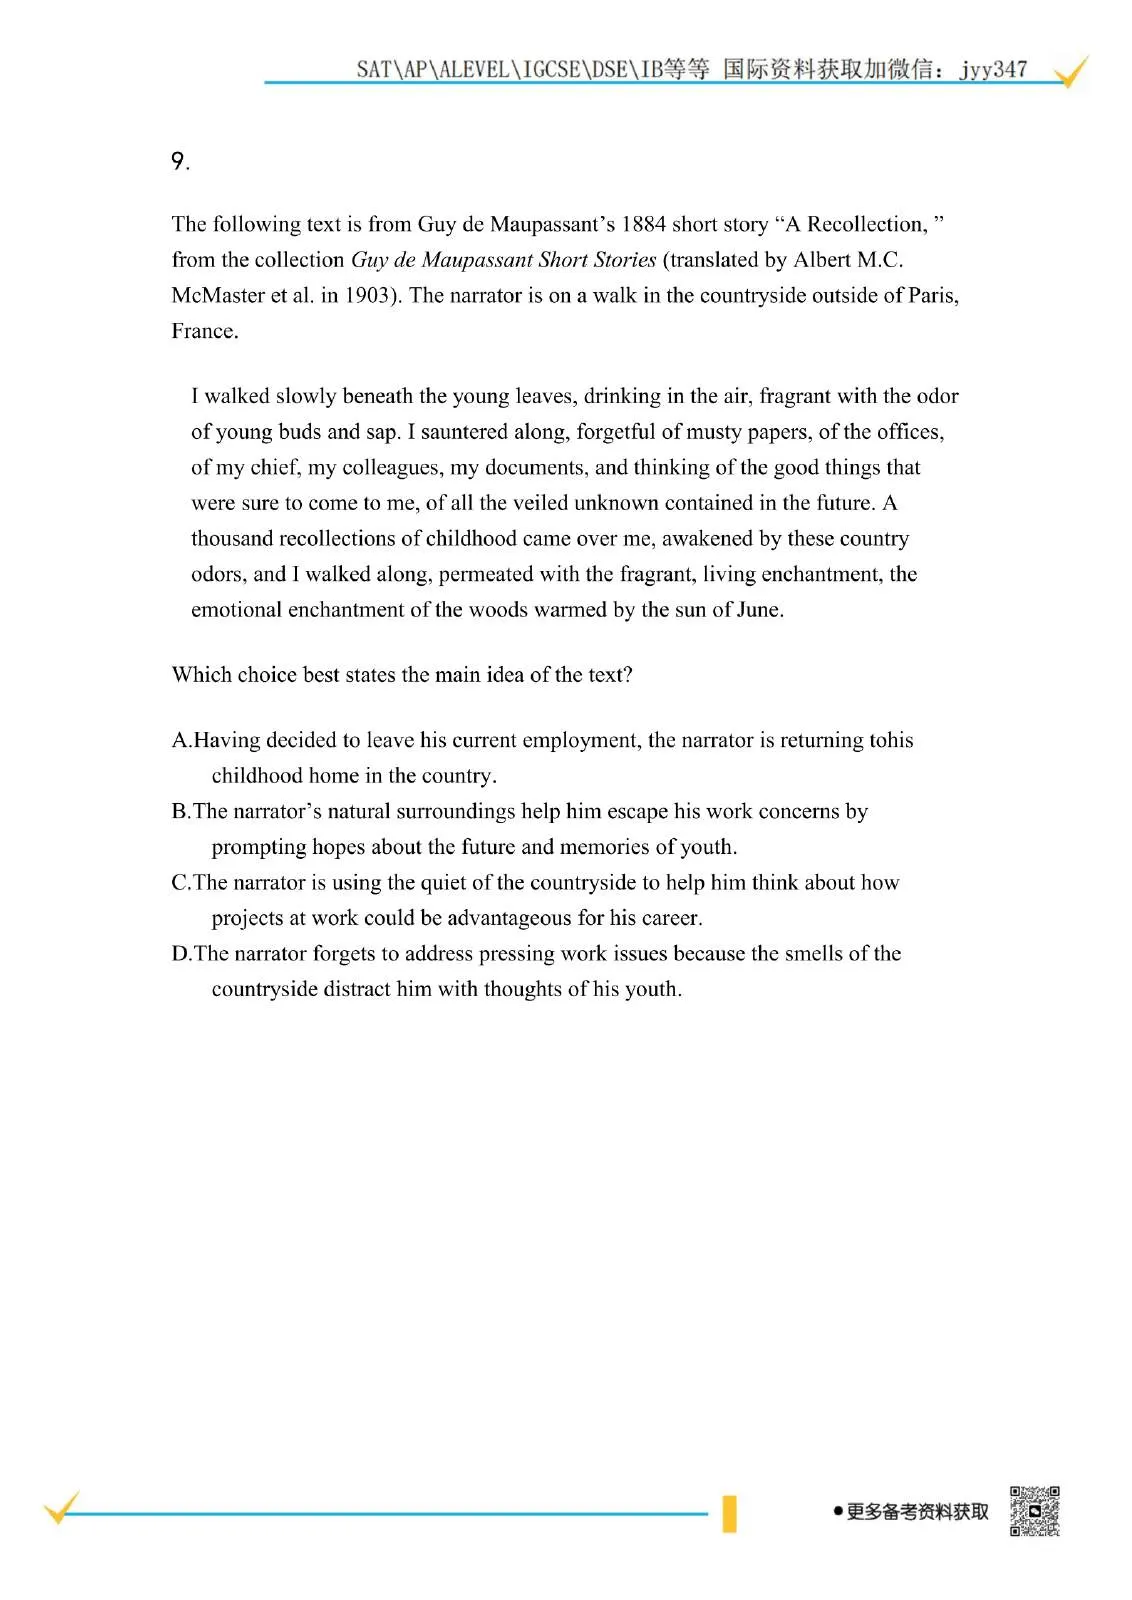 SAT\AP\ALEVEL\IGCSE\DSE\IB等等 国际资料获取加微信：jyy347
9.
The following text is from Guy de Maupassant’s 1884 short story “A Recollection, ”
from the collection Guy de Maupassant Short Stories (translated by Albert M.C.
McMaster et al. in 1903). The narrator is on a walk in the countryside outside of Paris,
France.
I walked slowly beneath the young leaves, drinking in the air, fragrant with the odor
of young buds and sap. I sauntered along, forgetful of musty papers, of the offices,
of my chief, my colleagues, my documents, and thinking of the good things that
were sure to come to me, of all the veiled unknown contained in the future. A
thousand recollections of childhood came over me, awakened by these country
odors, and I walked along, permeated with the fragrant, living enchantment, the
emotional enchantment of the woods warmed by the sun of June.
Which choice best states the main idea of the text?
A.Having decided to leave his current employment, the narrator is returning tohis
childhood home in the country.
B.The narrator’s natural surroundings help him escape his work concerns by
prompting hopes about the future and memories of youth.
C.The narrator is using the quiet of the countryside to help him think about how
projects at work could be advantageous for his career.
D.The narrator forgets to address pressing work issues because the smells of the
countryside distract him with thoughts of his youth.
●更多备考资料获取